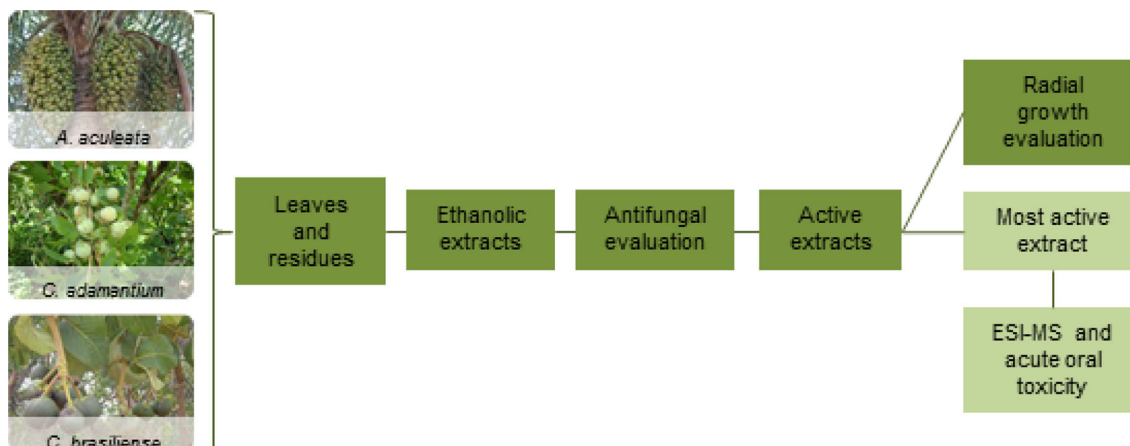 A. aculeata
C. adamantium
C. brasiliense
Leaves
and
residues
Ethanolic
extracts
Antifungal
evaluation
Active
extracts
Radial
growth
evaluation
Most active
extract
ESI-MS and
acute oral
toxicity